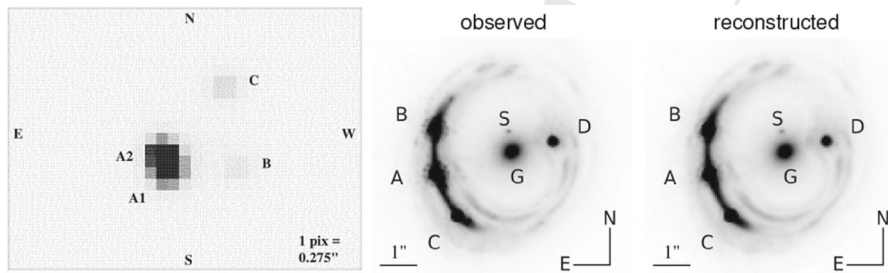 N
C
E
W
A2
B
A1
1 pix =
0.275"
S
observed
B
S
D
A
G
C
1"
N
E
reconstructed
B
S
D
A
G
C
1"
N
E